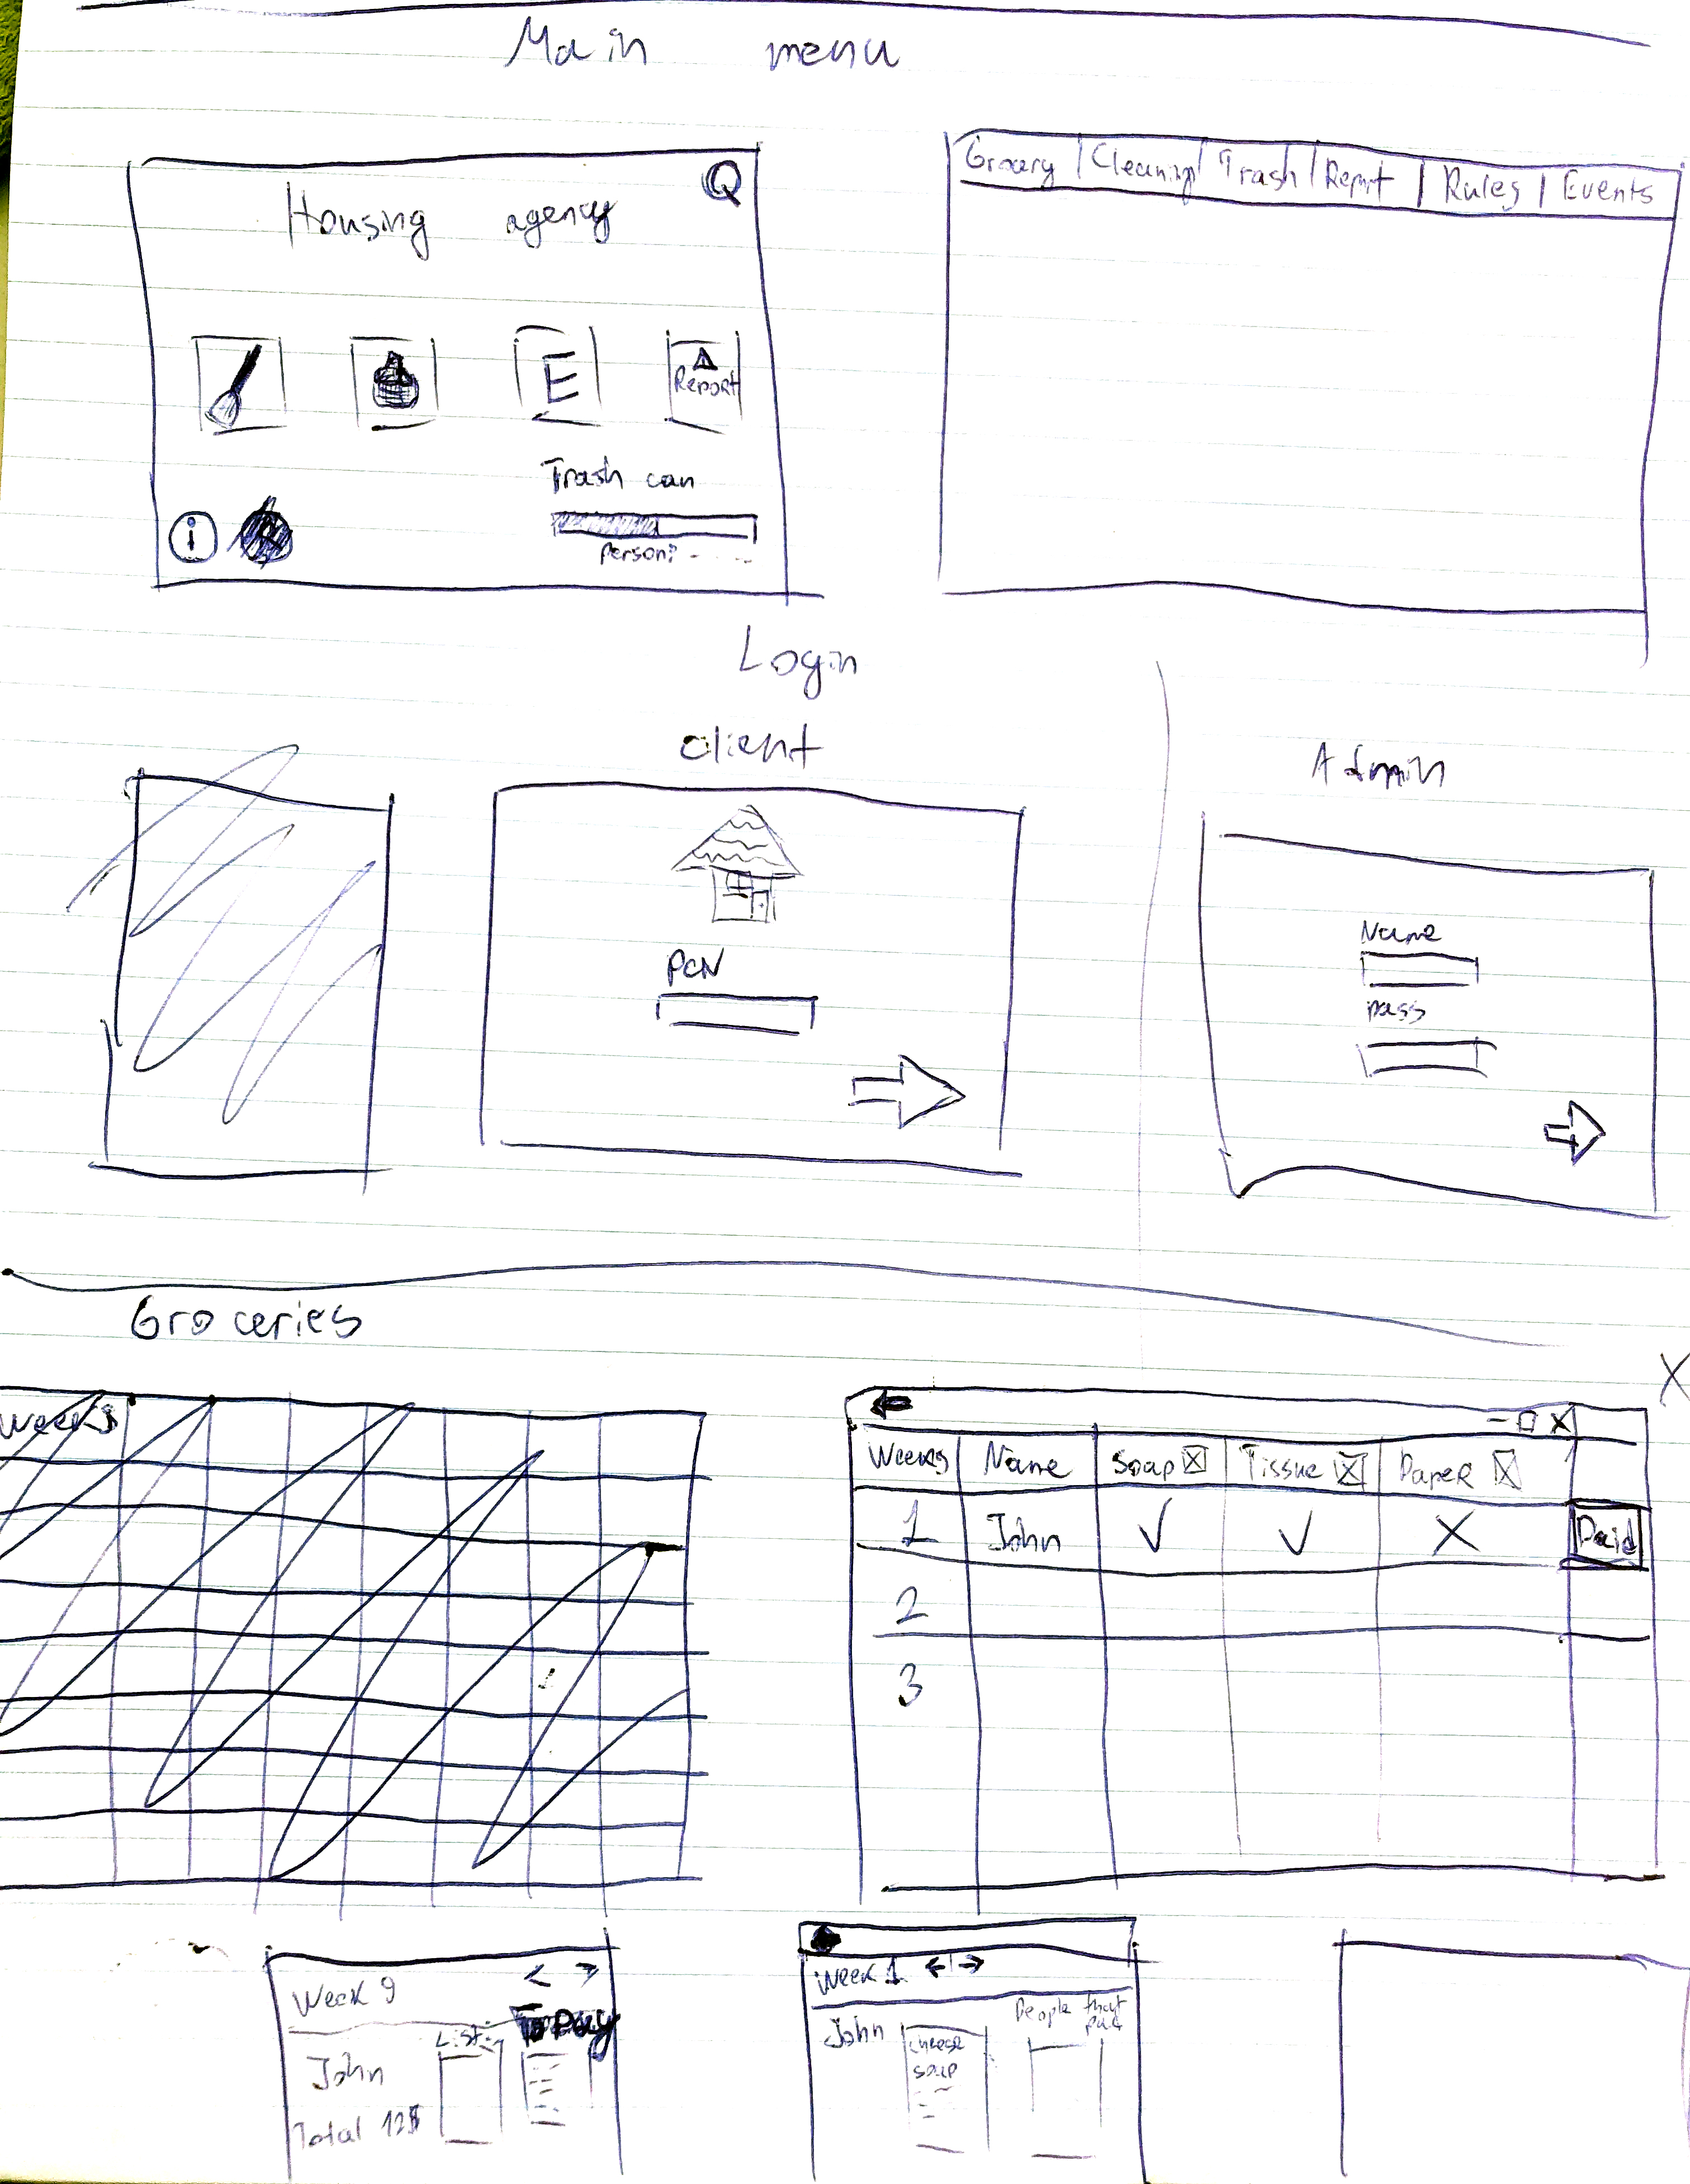 Main menu
Housing agency
E
Report
Trash can
i
person:
Grocery | Cleaning | Trash | Report | Rules | Events
Login
client
PCN
Admin
Name
pass
Groceries
Weeks
X
Weeks Name Soap Tissue Paper
1 John ✓ ✓ X Paid
2
3
Week 9 < >
List: To Pay
John
Total 12$
Week 1 ← | →
John People that
cheese
soap